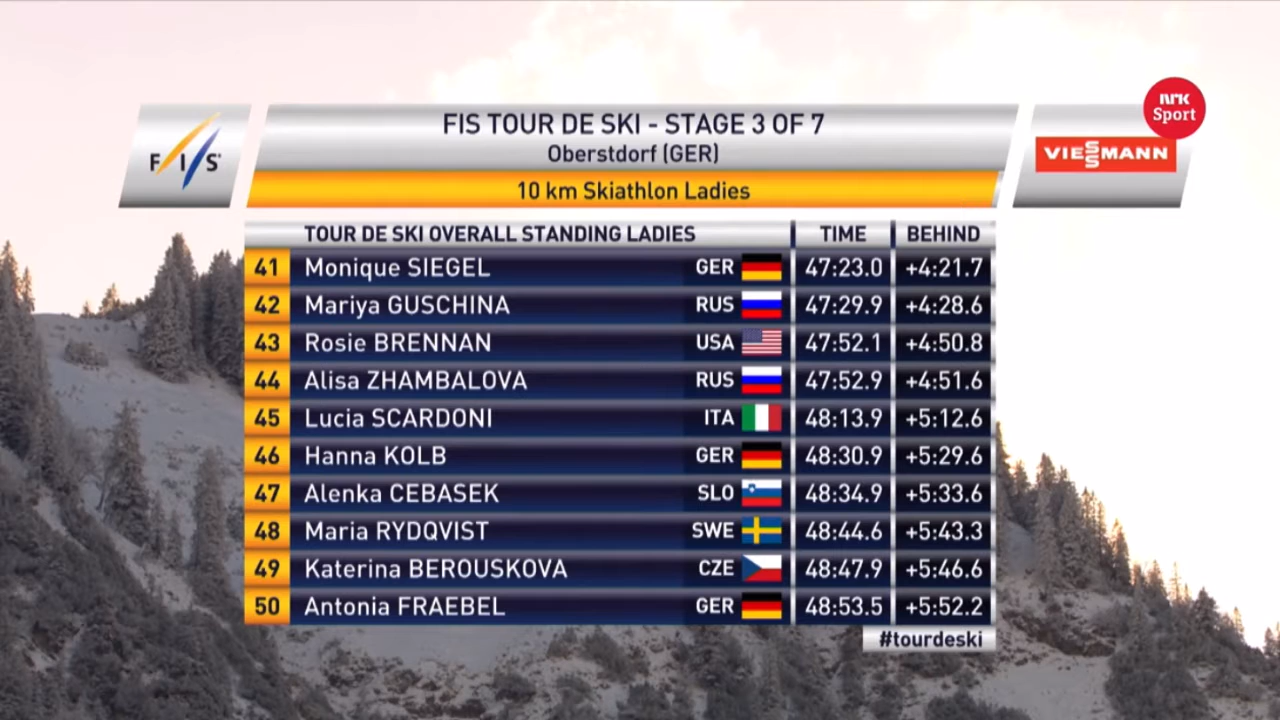 NRK
Sport
FIS
FIS TOUR DE SKI - STAGE 3 OF 7
Oberstdorf (GER)
10 km Skiathlon Ladies
VIESSMANN
TOUR DE SKI OVERALL STANDING LADIES TIME BEHIND
41 Monique SIEGEL GER 47:23.0 +4:21.7
42 Mariya GUSCHINA RUS 47:29.9 +4:28.6
43 Rosie BRENNAN USA 47:52.1 +4:50.8
44 Alisa ZHAMBALOVA RUS 47:52.9 +4:51.6
45 Lucia SCARDONI ITA 48:13.9 +5:12.6
46 Hanna KOLB GER 48:30.9 +5:29.6
47 Alenka CEBASEK SLO 48:34.9 +5:33.6
48 Maria RYDQVIST SWE 48:44.6 +5:43.3
49 Katerina BEROUSKOVA CZE 48:47.9 +5:46.6
50 Antonia FRAEBEL GER 48:53.5 +5:52.2
#tourdeski